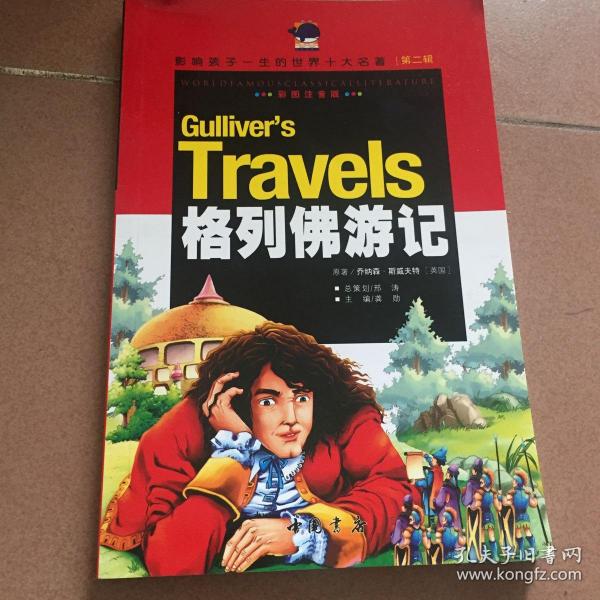 影响孩子一生的世界十大名著 第二辑
WORLDFAMOUSCLASSICALLITERATURE
彩图注音版
Gulliver's
Travels
格列佛游记
原著/乔纳森·斯威夫特[英国]
■总策划/邢 涛
■主 编/龚 勋
中国书店
孔夫子旧书网
www.kongfz.com